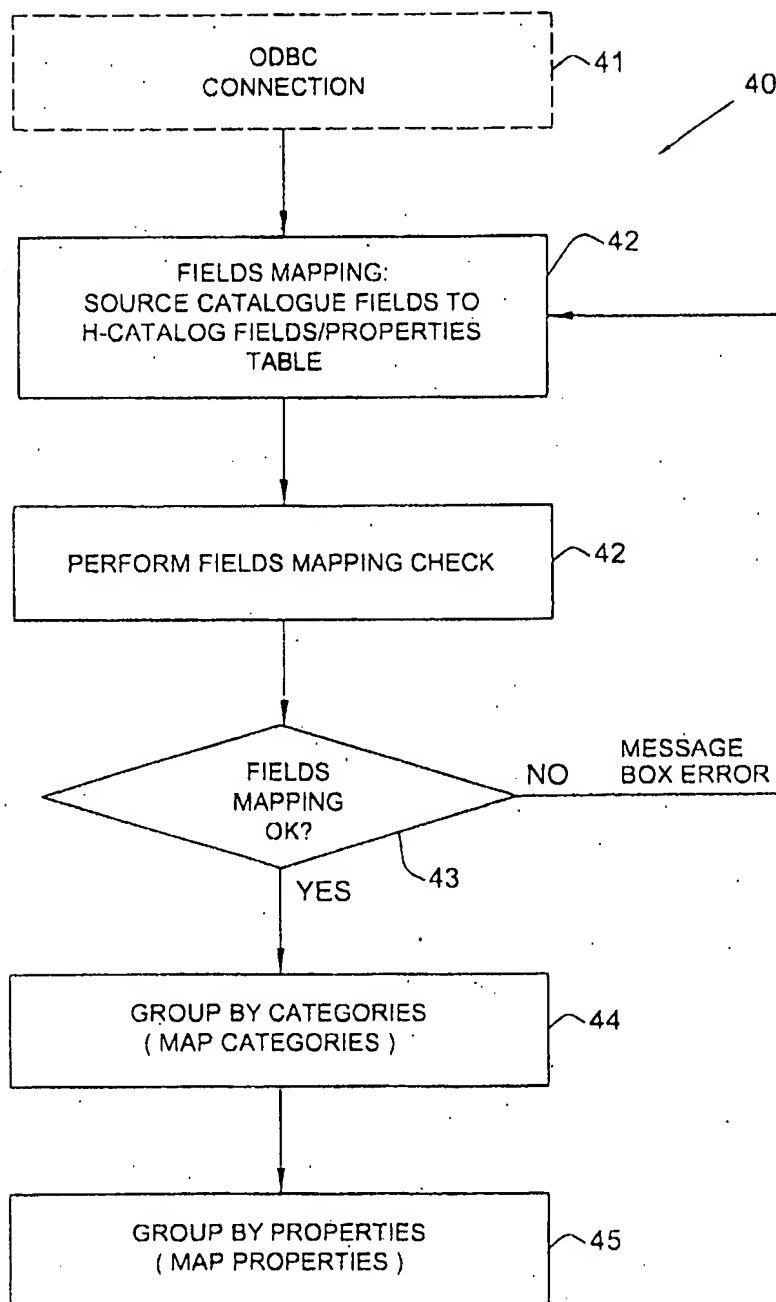 ODBC
CONNECTION
41
40
42
FIELDS MAPPING:
SOURCE CATALOGUE FIELDS TO
H-CATALOG FIELDS/PROPERTIES
TABLE
PERFORM FIELDS MAPPING CHECK
42
FIELDS
MAPPING
OK?
NO
MESSAGE
BOX ERROR
43
YES
GROUP BY CATEGORIES
( MAP CATEGORIES )
44
GROUP BY PROPERTIES
( MAP PROPERTIES )
45